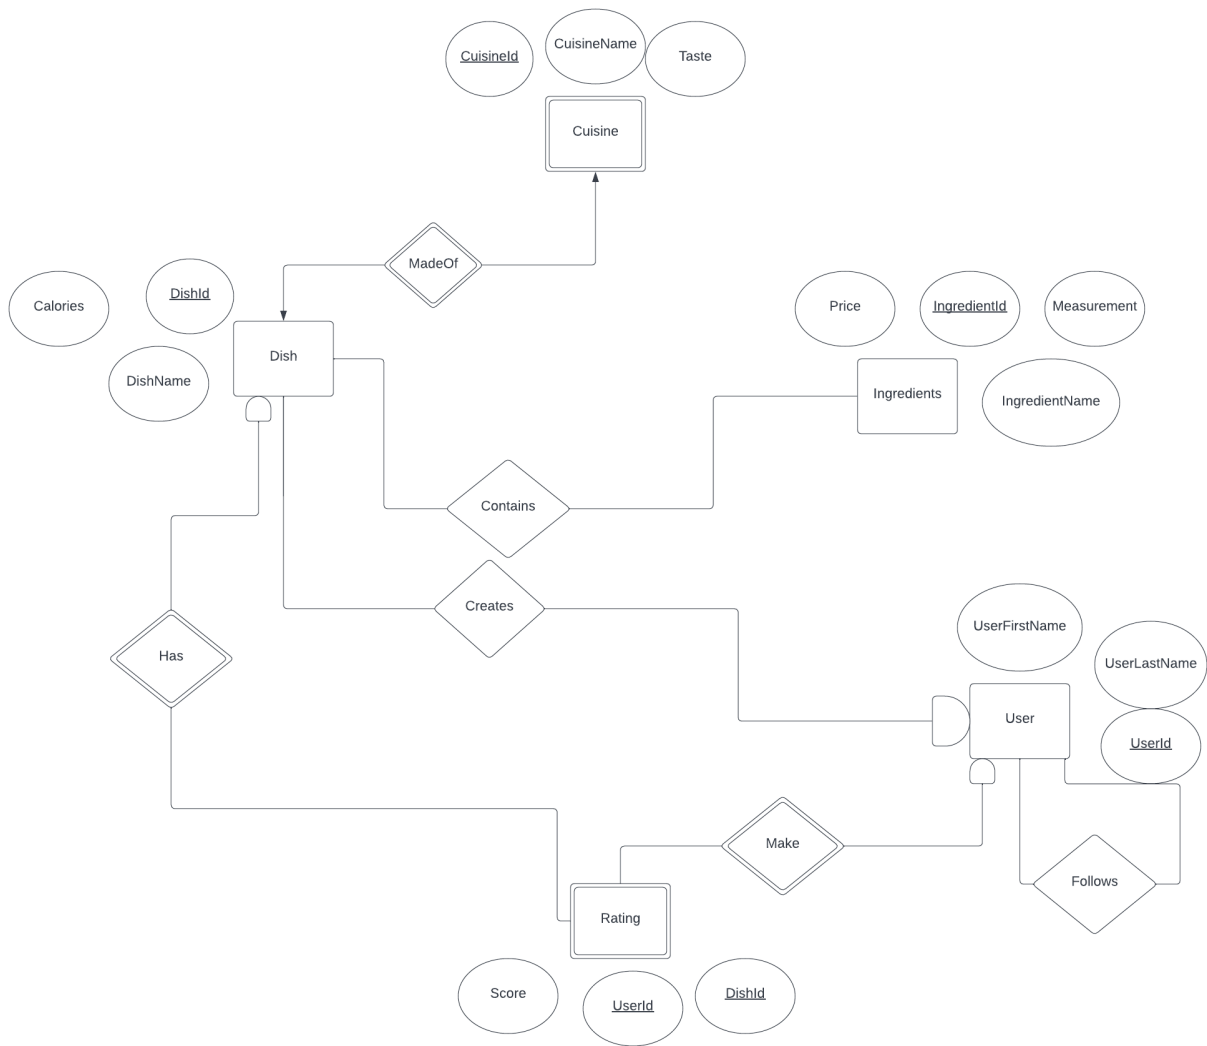 CuisineId
CuisineName
Taste
Cuisine
MadeOf
Calories
DishId
DishName
Dish
Price
IngredientId
Measurement
Ingredients
IngredientName
Contains
Creates
Has
UserFirstName
UserLastName
User
UserId
Make
Follows
Rating
Score
UserId
DishId